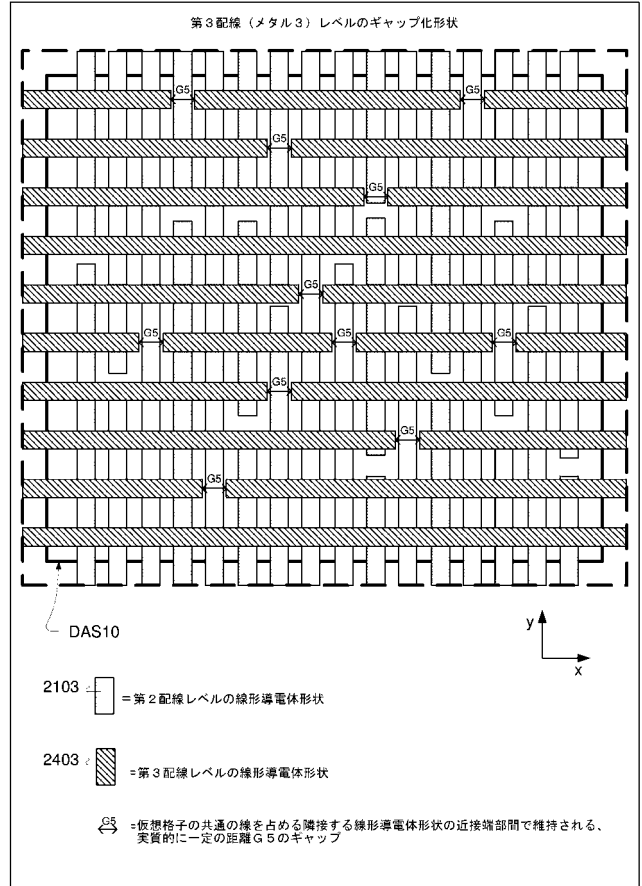 第３配線（メタル３）レベルのギャップ化形状
G5 G5
G5
G5
G5
G5 G5 G5
G5
G5
G5
DAS10
y
x
2103 =第２配線レベルの線形導電体形状
2403 =第３配線レベルの線形導電体形状
G5 =仮想格子の共通の線を占める隣接する線形導電体形状の近接端部間で維持される、
実質的に一定の距離Ｇ５のギャップ